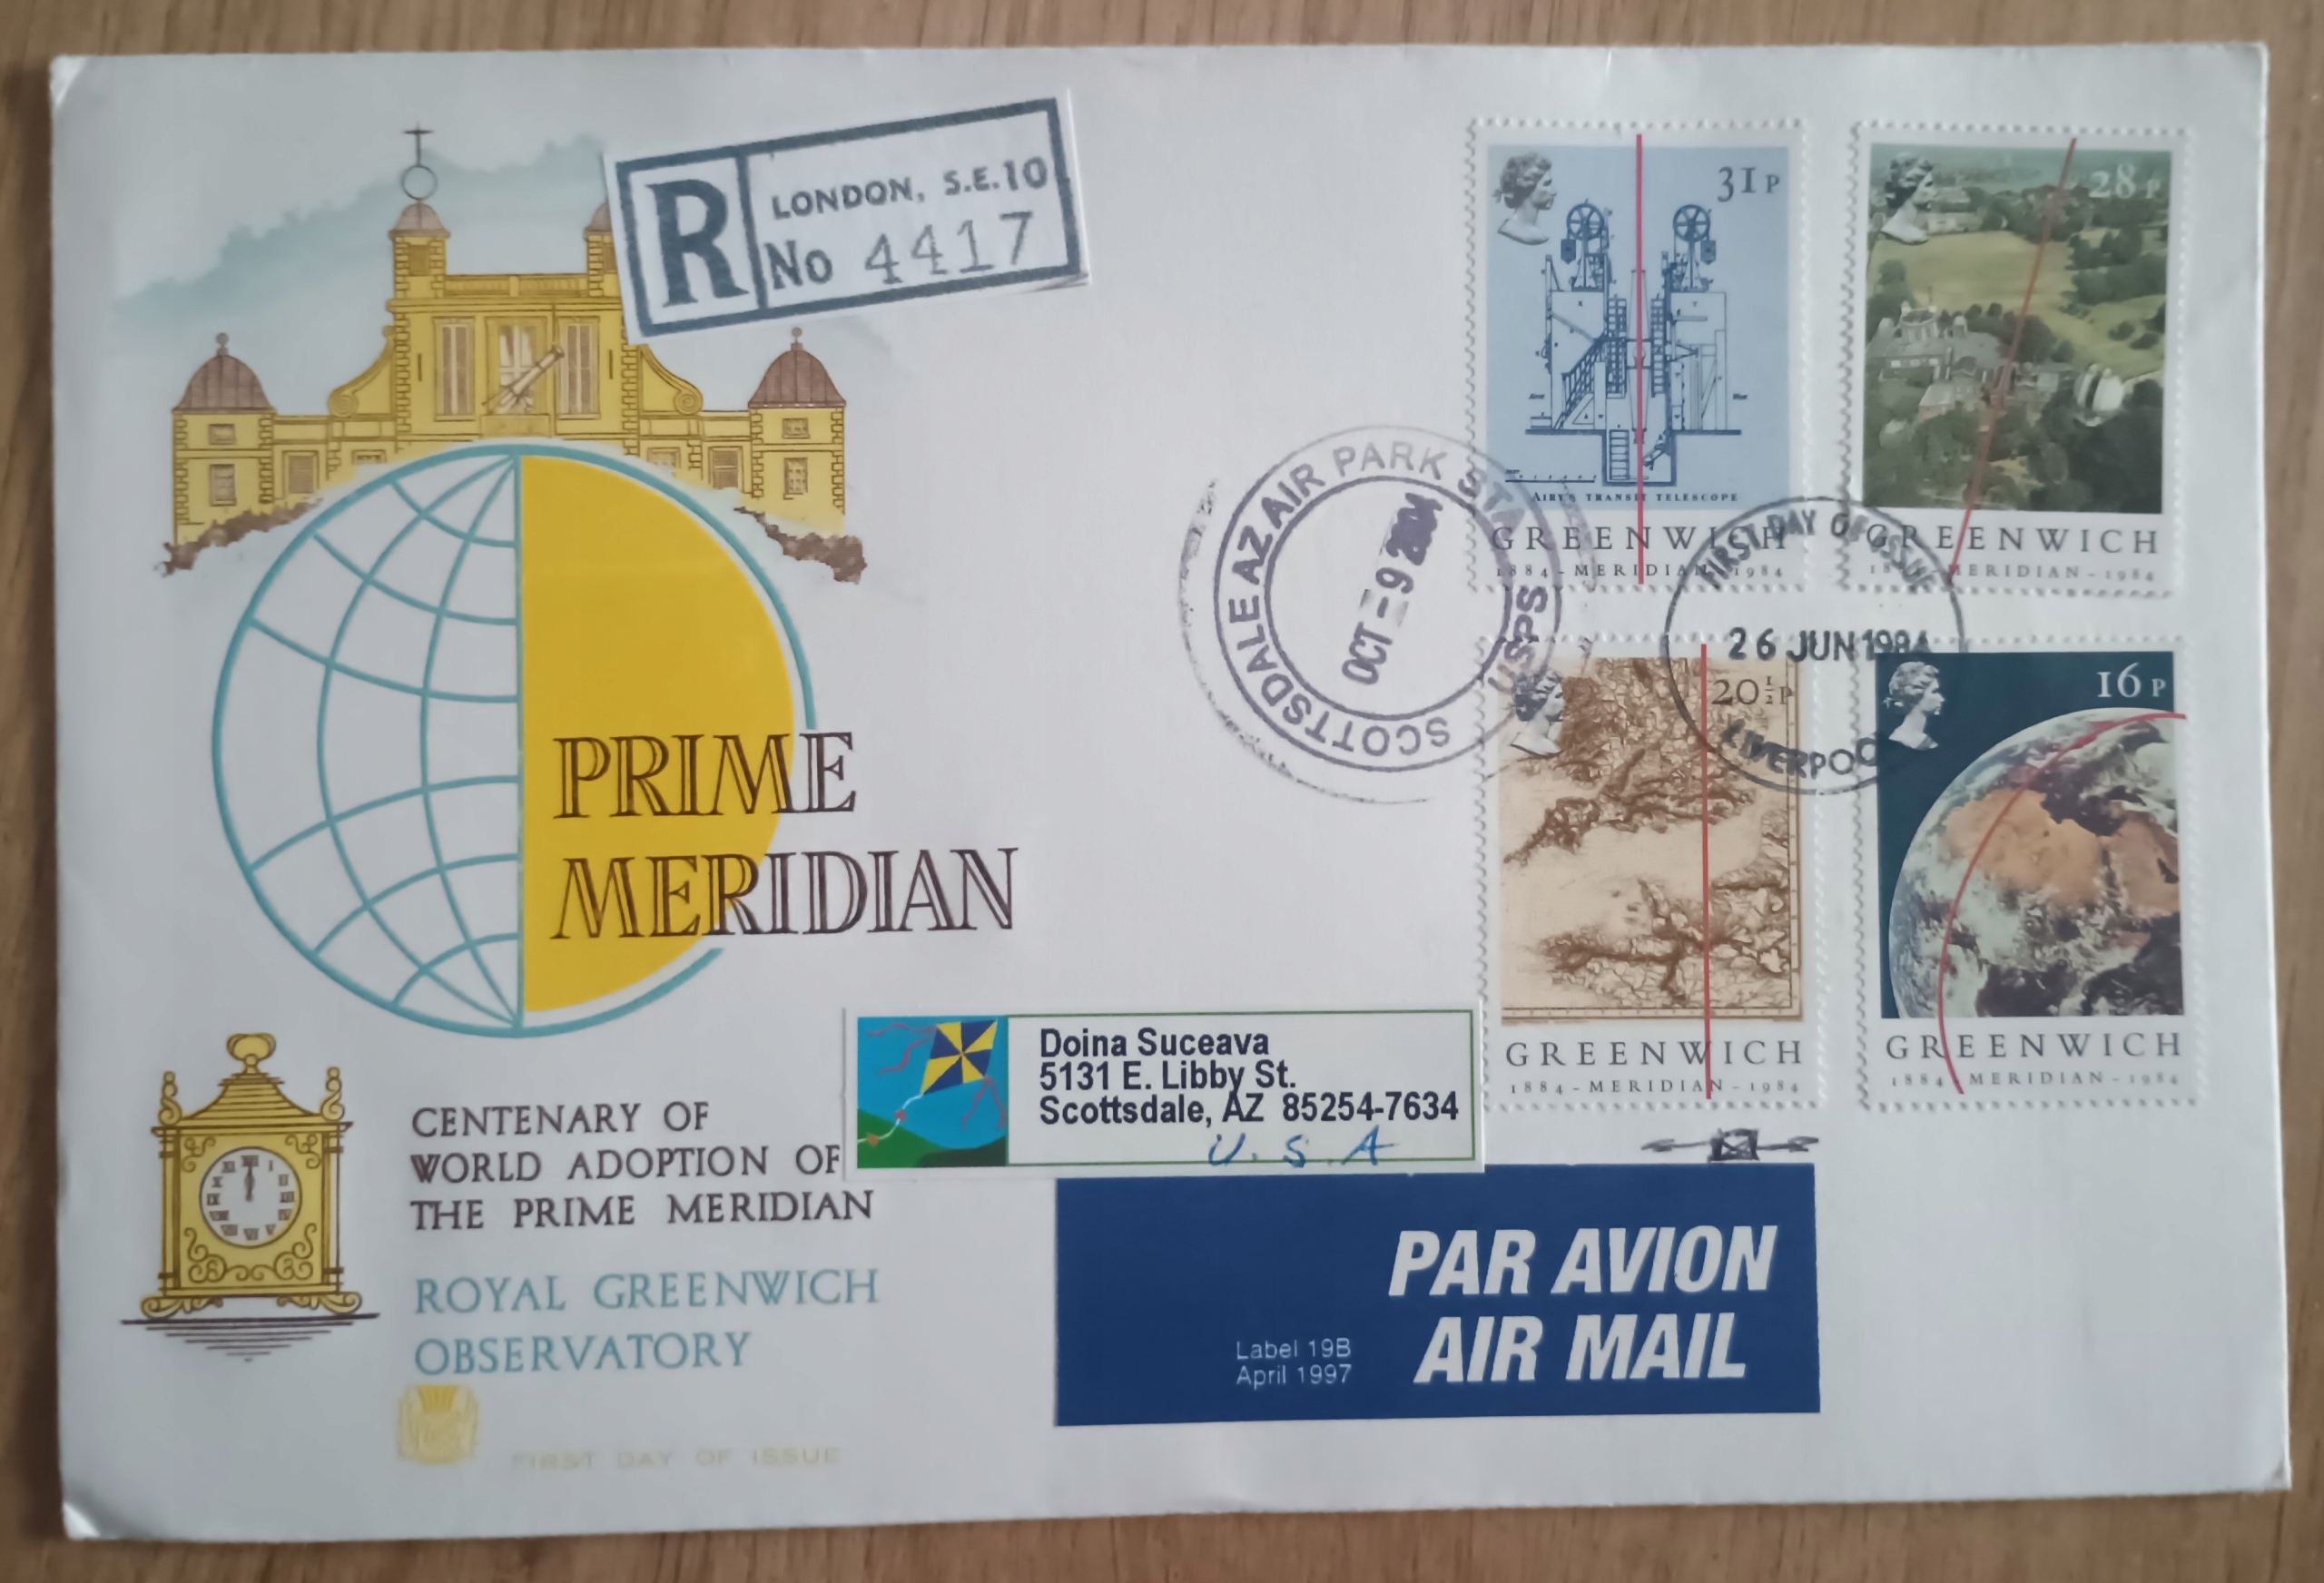 R
LONDON, S.E.10
No 4417
31P
AIRY'S TRANSIT TELESCOPE
GREENWICH
1884-MERIDIAN-1984
28P
GREENWICH
1884-MERIDIAN-1984
SCOTTSDALE AZ AIR PARK STA
OCT -9 2004
USPS
FIRST DAY OF ISSUE
26 JUN 1984
LIVERPOOL
20½P
GREENWICH
1884-MERIDIAN-1984
16P
GREENWICH
1884-MERIDIAN-1984
PRIME
MERIDIAN
Doina Suceava
5131 E. Libby St.
Scottsdale, AZ 85254-7634
U.S.A
CENTENARY OF
WORLD ADOPTION OF
THE PRIME MERIDIAN
ROYAL GREENWICH
OBSERVATORY
FIRST DAY OF ISSUE
PAR AVION
AIR MAIL
Label 19B
April 1997